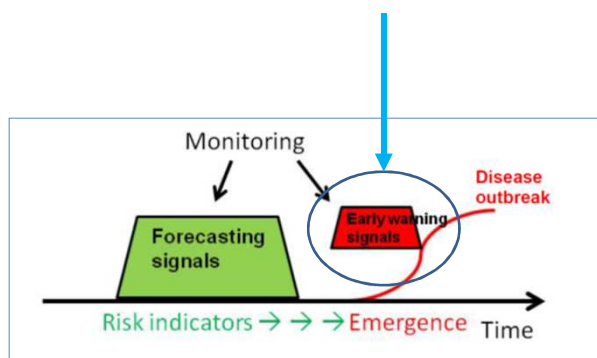 Monitoring
Disease
outbreak
Forecasting
signals
Early warning
signals
Risk indicators → → → Emergence
Time